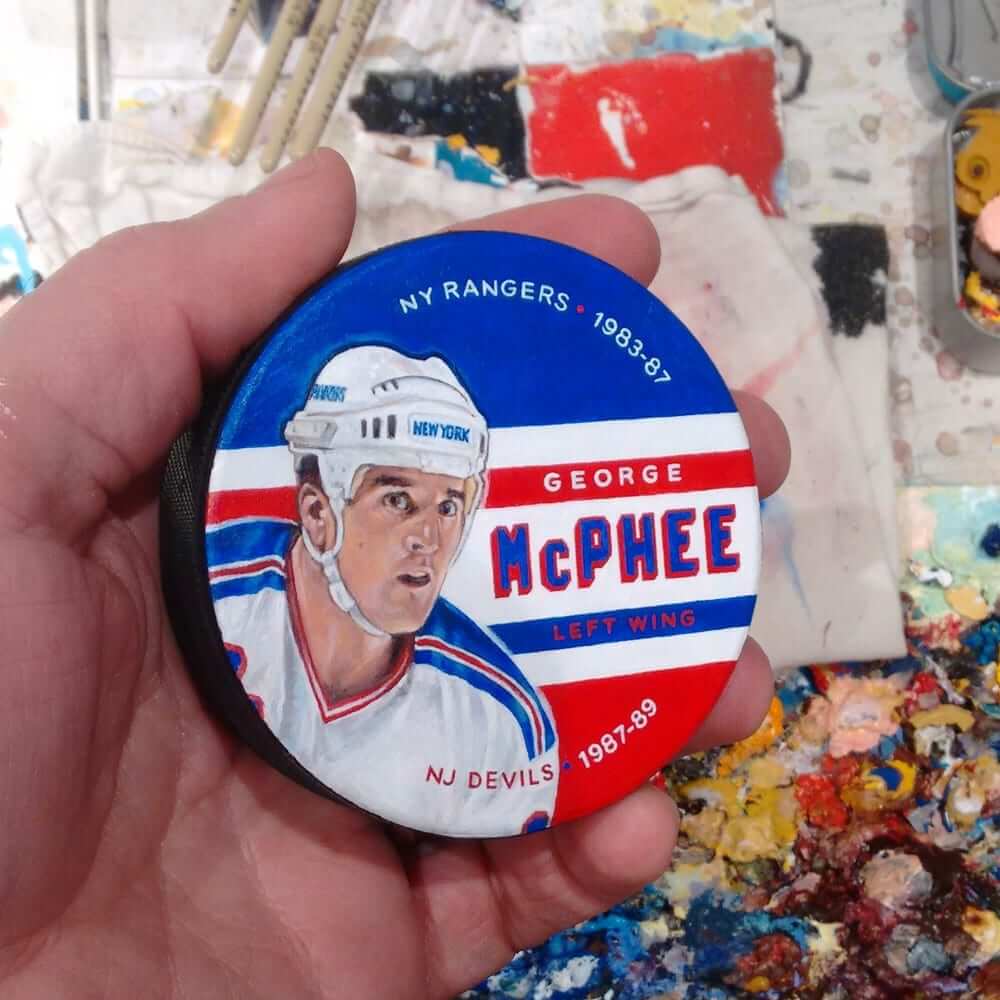 NY RANGERS • 1983-87
NEW YORK
GEORGE
McPHEE
LEFT WING
NJ DEVILS • 1987-89